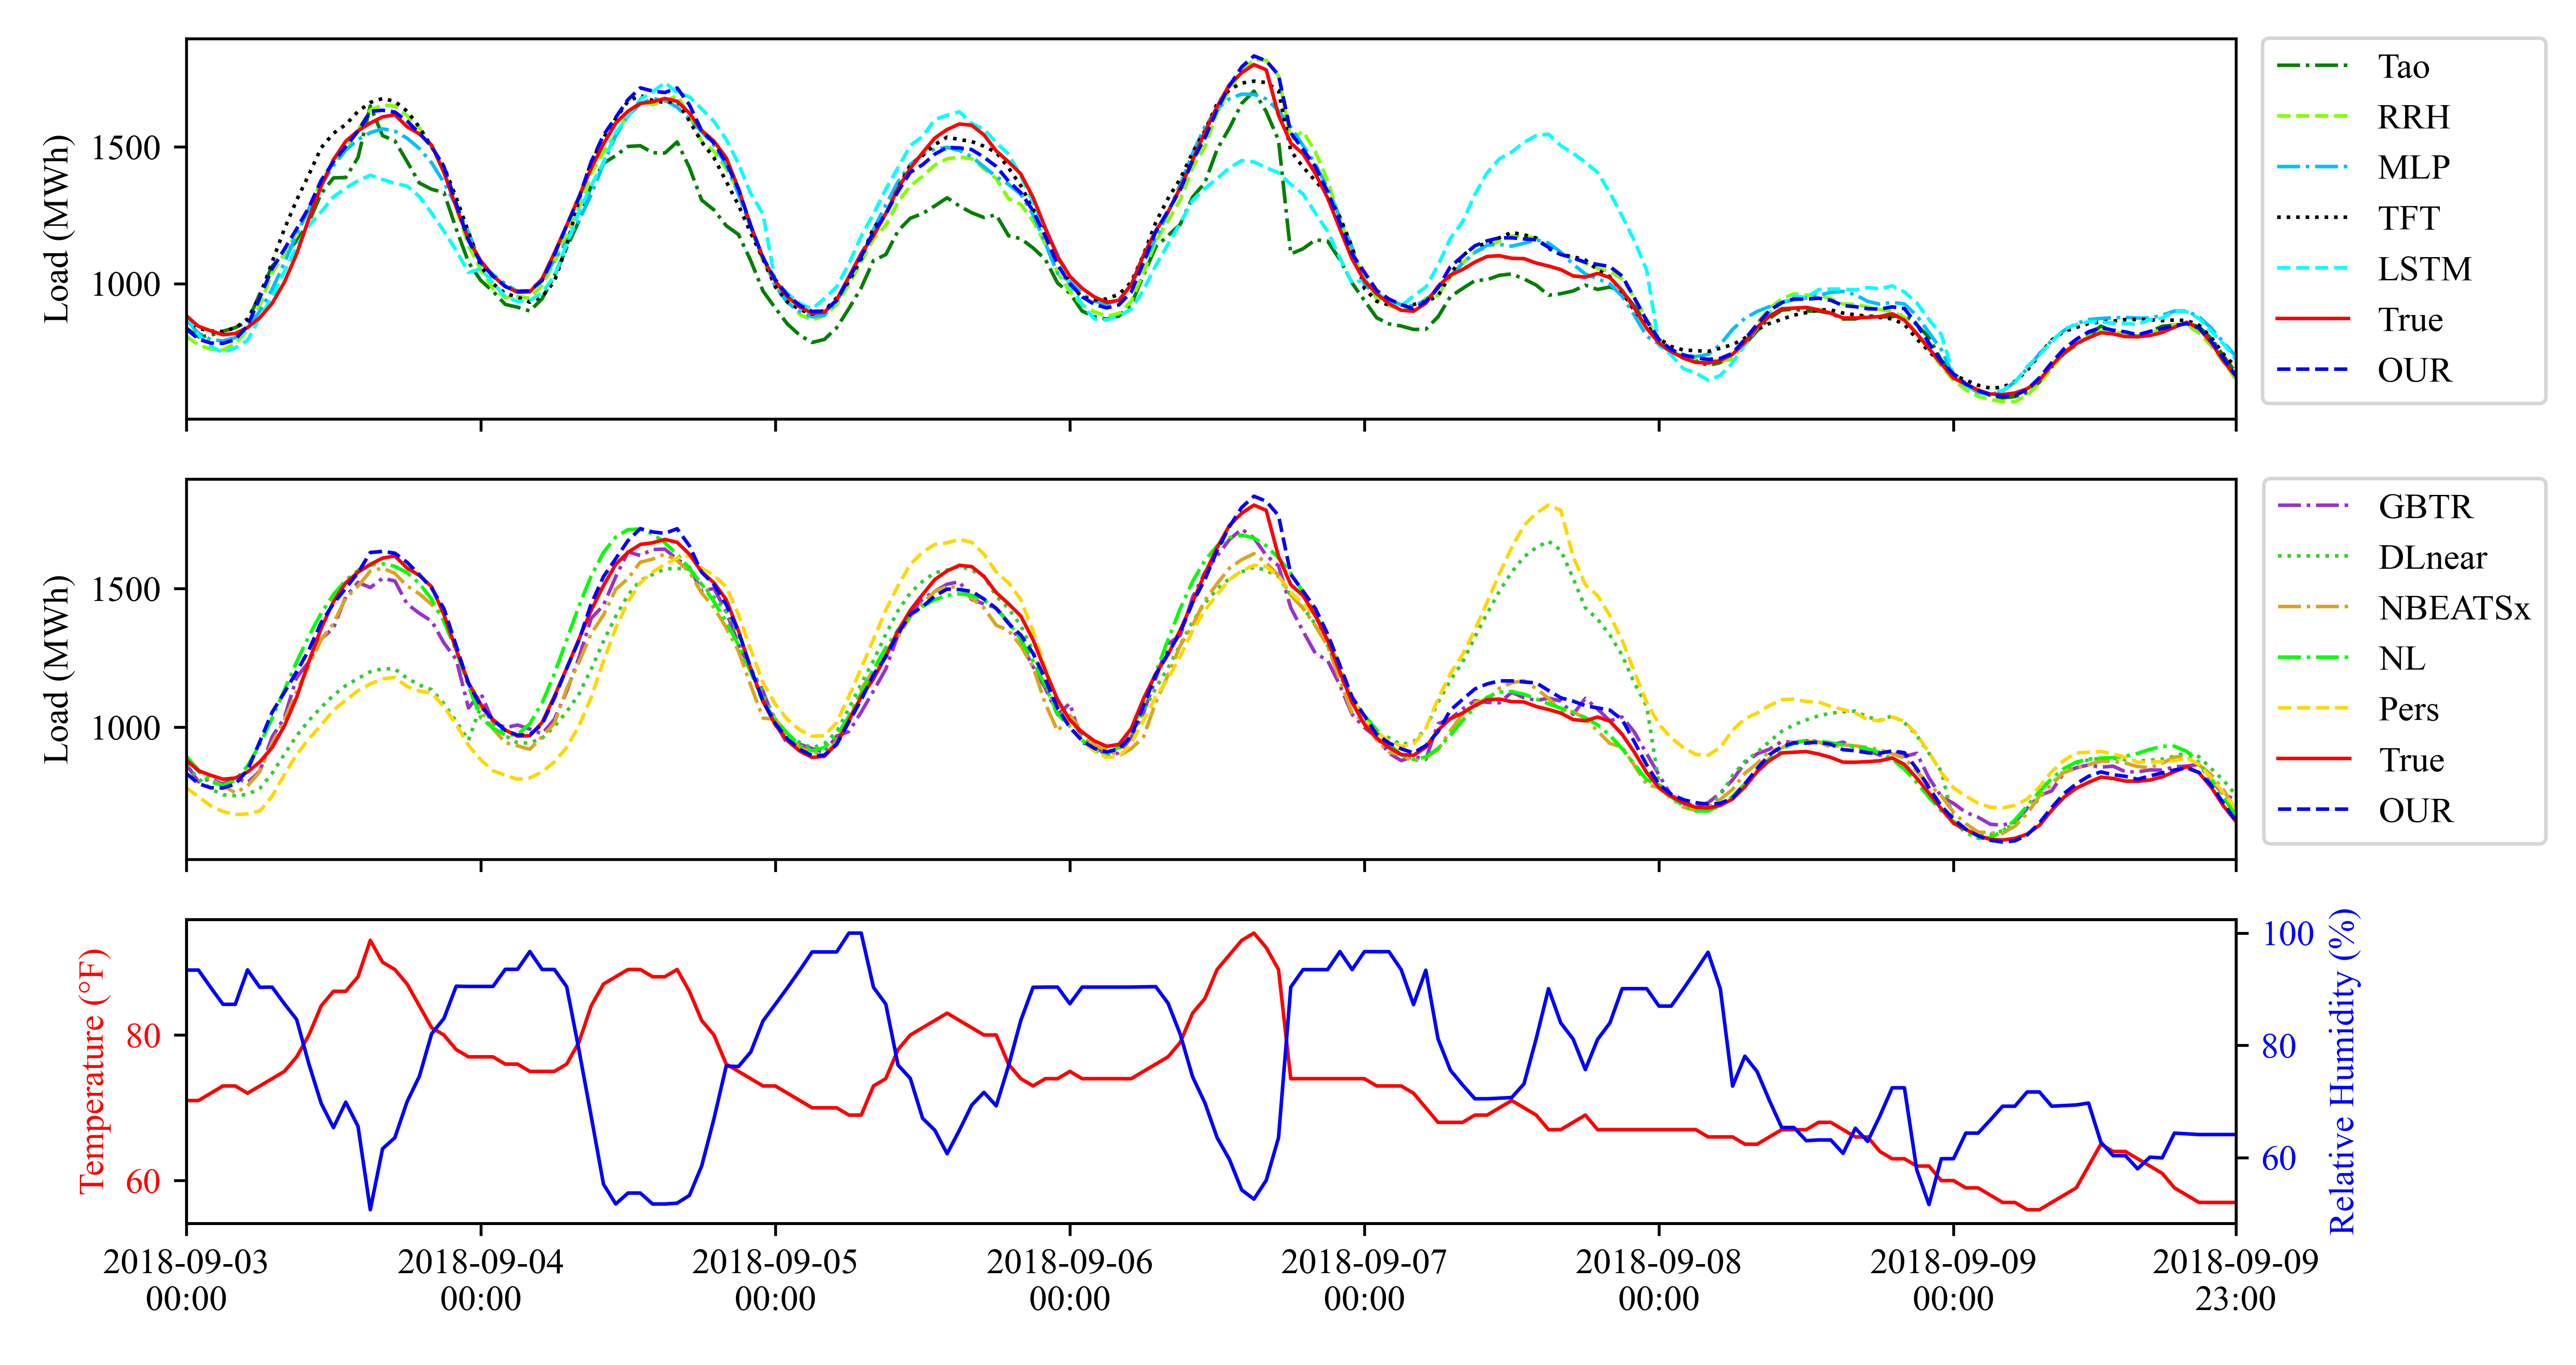 Load (MWh)
1500
1000
Tao
RRH
MLP
TFT
LSTM
True
OUR
Load (MWh)
1500
1000
GBTR
DLnear
NBEATSx
NL
Pers
True
OUR
Temperature (°F)
80
60
100
80
60
Relative Humidity (%)
2018-09-03 2018-09-04 2018-09-05 2018-09-06 2018-09-07 2018-09-08 2018-09-09 2018-09-09
00:00 00:00 00:00 00:00 00:00 00:00 00:00 23:00